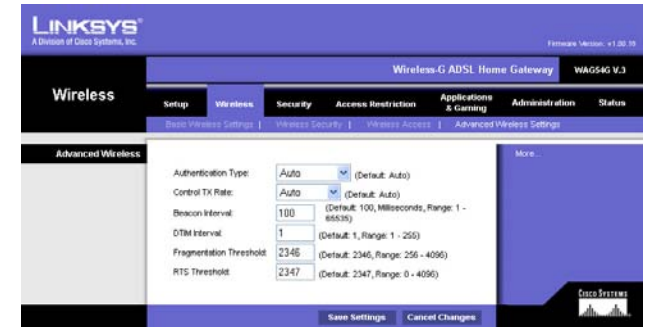 LINKSYS®
A Division of Cisco Systems, Inc.
Firmware Version: v1.00.19
Wireless-G ADSL Home Gateway WAG54G V.3
Wireless
Setup Wireless Security Access Restriction Applications & Gaming Administration Status
Basic Wireless Settings | Wireless Security | Wireless Access | Advanced Wireless Settings
Advanced Wireless
More...
Authentication Type: Auto (Default: Auto)
Control TX Rate: Auto (Default: Auto)
Beacon Interval: 100 (Default: 100, Milliseconds, Range: 1 - 65535)
DTIM Interval: 1 (Default: 1, Range: 1 - 255)
Fragmentation Threshold: 2346 (Default: 2346, Range: 256 - 4096)
RTS Threshold: 2347 (Default: 2347, Range: 0 - 4096)
Save Settings Cancel Changes
CISCO SYSTEMS